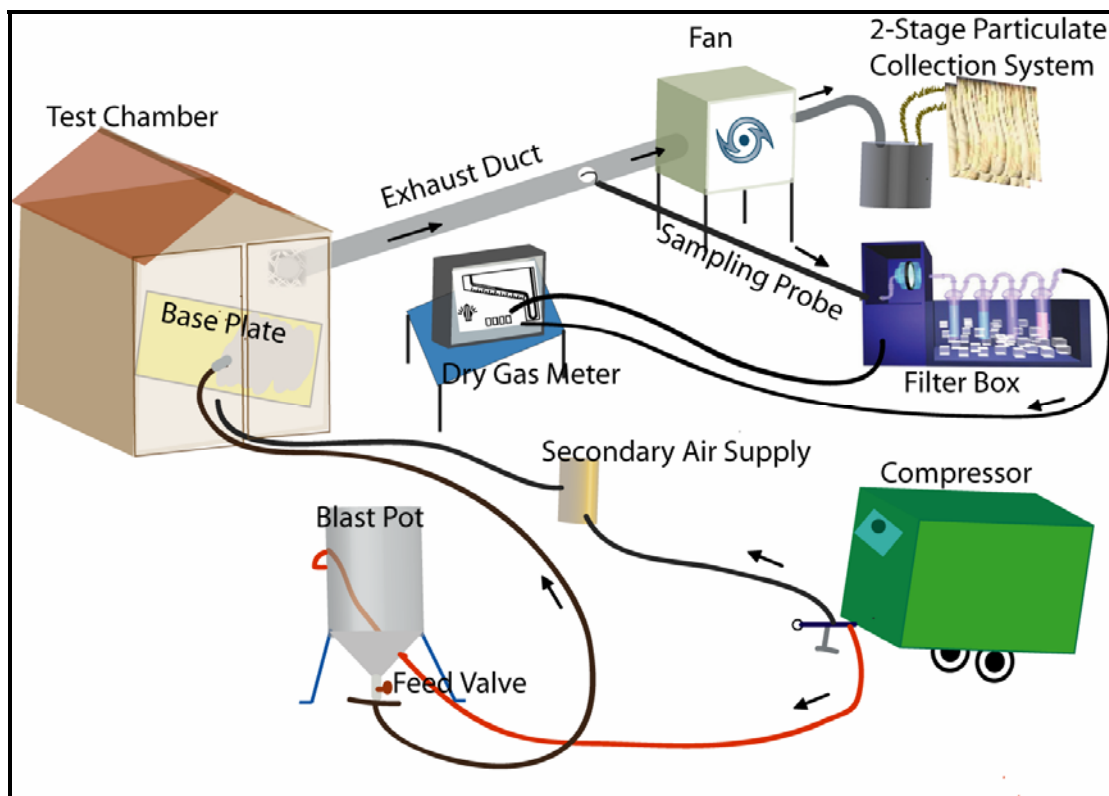 Fan
2-Stage Particulate
Collection System
Test Chamber
Exhaust Duct
Sampling Probe
Base Plate
Dry Gas Meter
Filter Box
Secondary Air Supply
Compressor
Blast Pot
Feed Valve